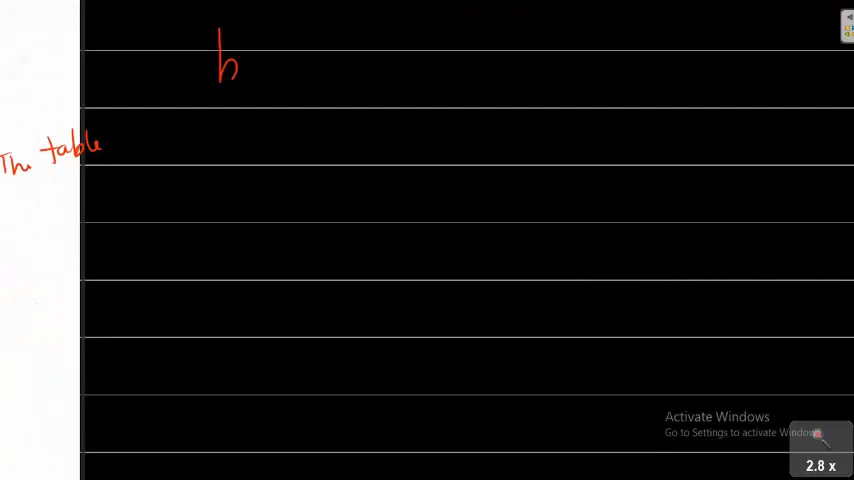 h
The table
Activate Windows
Go to Settings to activate Windows
2.8 x